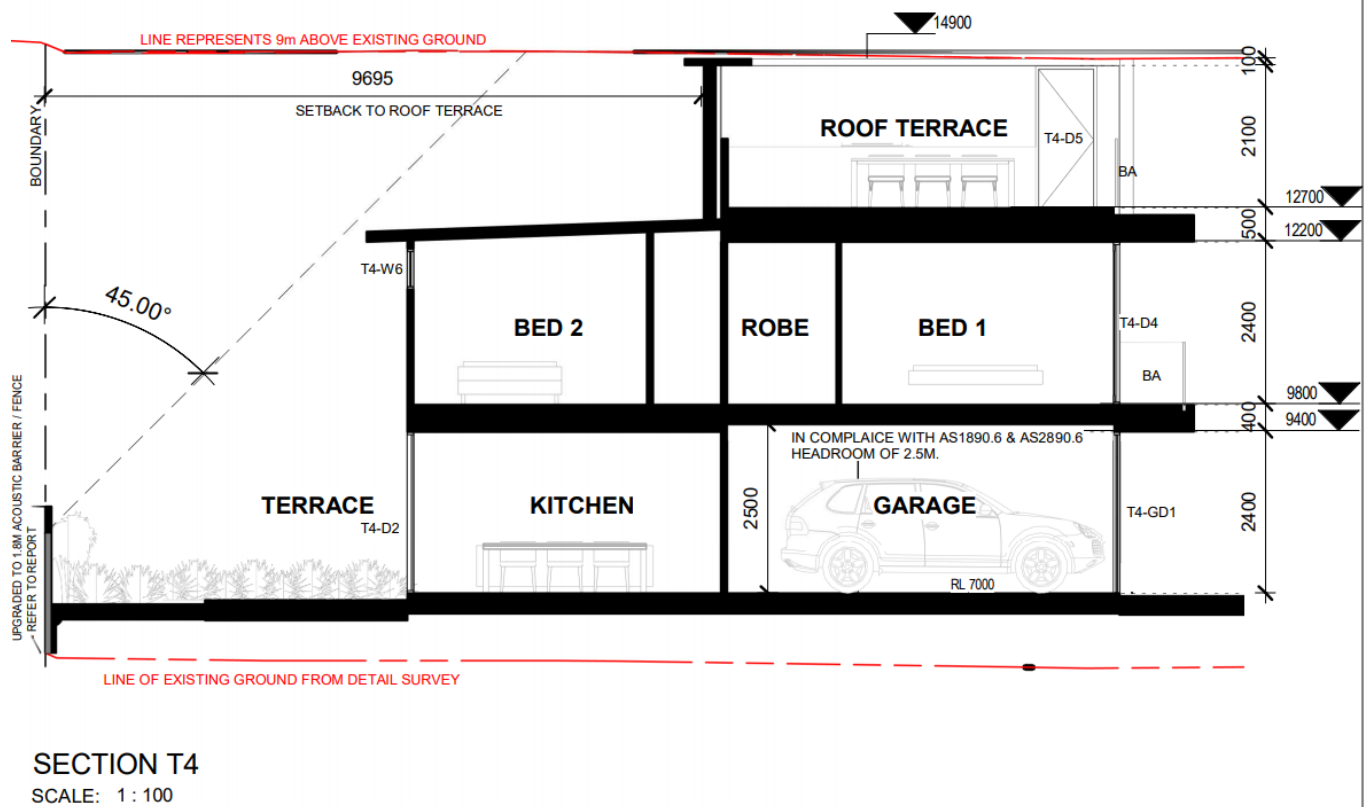 14900
LINE REPRESENTS 9m ABOVE EXISTING GROUND
100
9695
SETBACK TO ROOF TERRACE
BOUNDARY
ROOF TERRACE
T4-D5
2100
BA
12700
500
12200
T4-W6
45.00°
BED 2
ROBE
BED 1
T4-D4
2400
BA
9800
400
9400
UPGRADED TO 1.8M ACOUSTIC BARRIER / FENCE
- REFER TO REPORT
IN COMPLAICE WITH AS1890.6 & AS2890.6
HEADROOM OF 2.5M.
TERRACE
T4-D2
KITCHEN
2500
GARAGE
T4-GD1
2400
RL 7000
LINE OF EXISTING GROUND FROM DETAIL SURVEY
SECTION T4
SCALE: 1 : 100